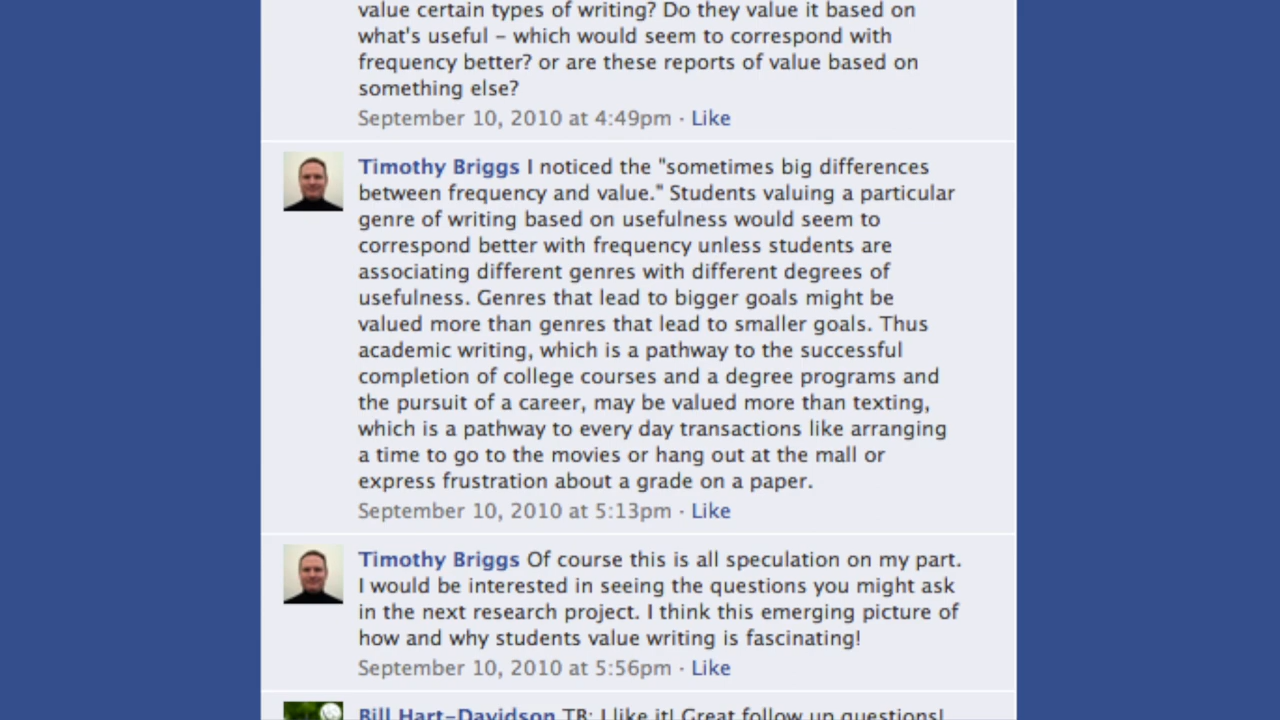 value certain types of writing? Do they value it based on
what's useful – which would seem to correspond with
frequency better? or are these reports of value based on
something else?
September 10, 2010 at 4:49pm · Like
Timothy Briggs I noticed the "sometimes big differences
between frequency and value." Students valuing a particular
genre of writing based on usefulness would seem to
correspond better with frequency unless students are
associating different genres with different degrees of
usefulness. Genres that lead to bigger goals might be
valued more than genres that lead to smaller goals. Thus
academic writing, which is a pathway to the successful
completion of college courses and a degree programs and
the pursuit of a career, may be valued more than texting,
which is a pathway to every day transactions like arranging
a time to go to the movies or hang out at the mall or
express frustration about a grade on a paper.
September 10, 2010 at 5:13pm · Like
Timothy Briggs Of course this is all speculation on my part.
I would be interested in seeing the questions you might ask
in the next research project. I think this emerging picture of
how and why students value writing is fascinating!
September 10, 2010 at 5:56pm · Like
Bill Hart-Davidson TB: I like it! Great follow up questions!